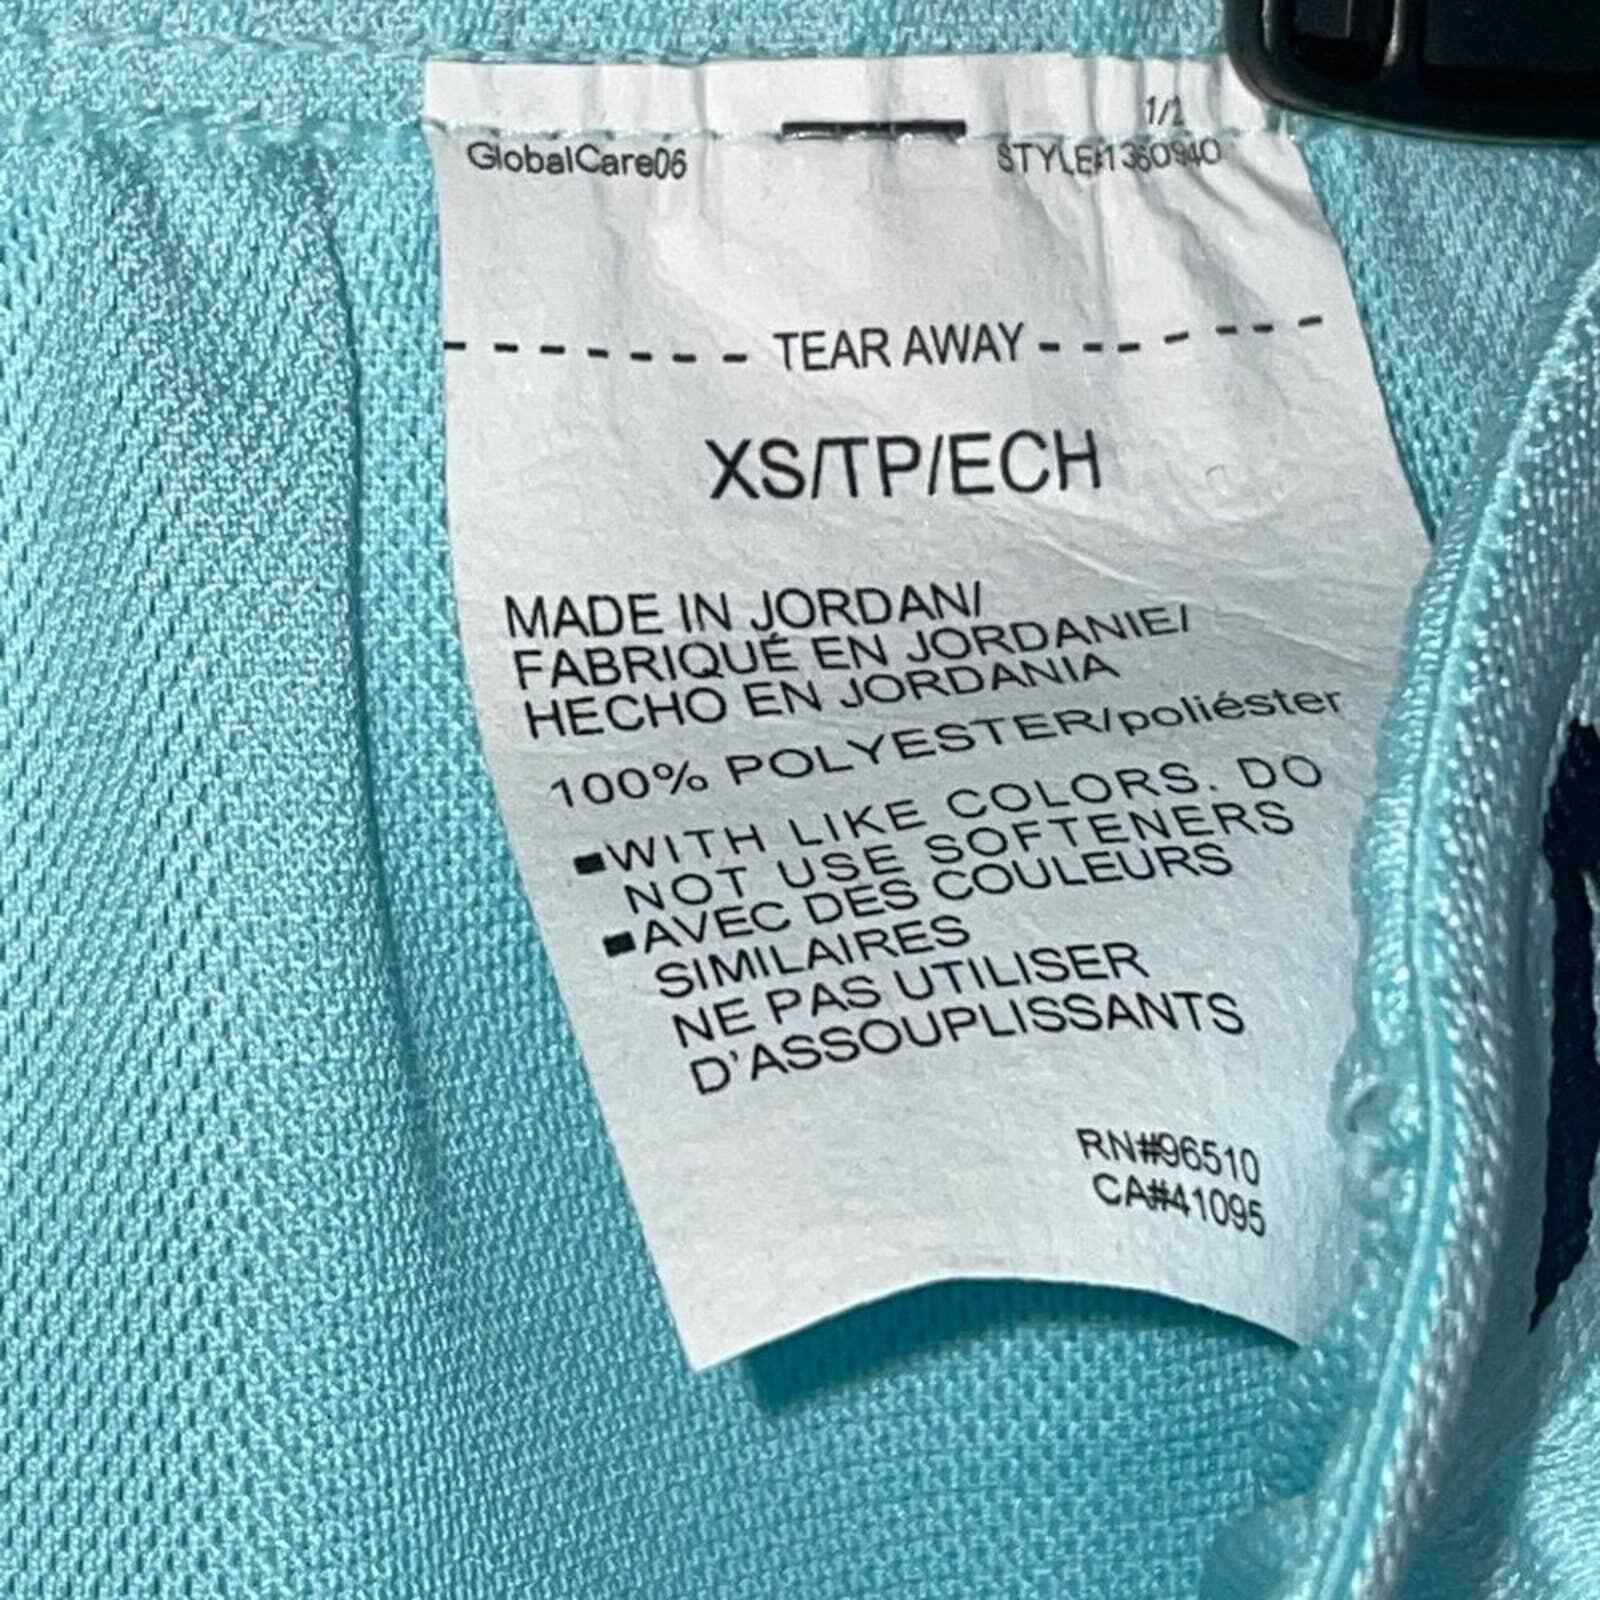 1/2
GlobalCare06
STYLE#1360940
TEAR AWAY
XS/TP/ECH
MADE IN JORDAN/
FABRIQUÉ EN JORDANIE/
HECHO EN JORDANIA
100% POLYESTER/poliéster
WITH LIKE COLORS. DO
NOT USE SOFTENERS
AVEC DES COULEURS
SIMILAIRES
NE PAS UTILISER
D'ASSOUPLISSANTS
RN#96510
CA#41095